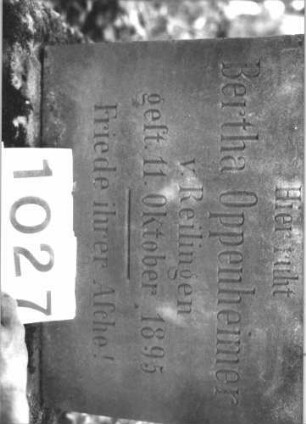 Hier ruht
Bertha Oppenheimer
v. Reilingen
gest. 11. Oktober 1895
Friede ihrer Asche!
1027